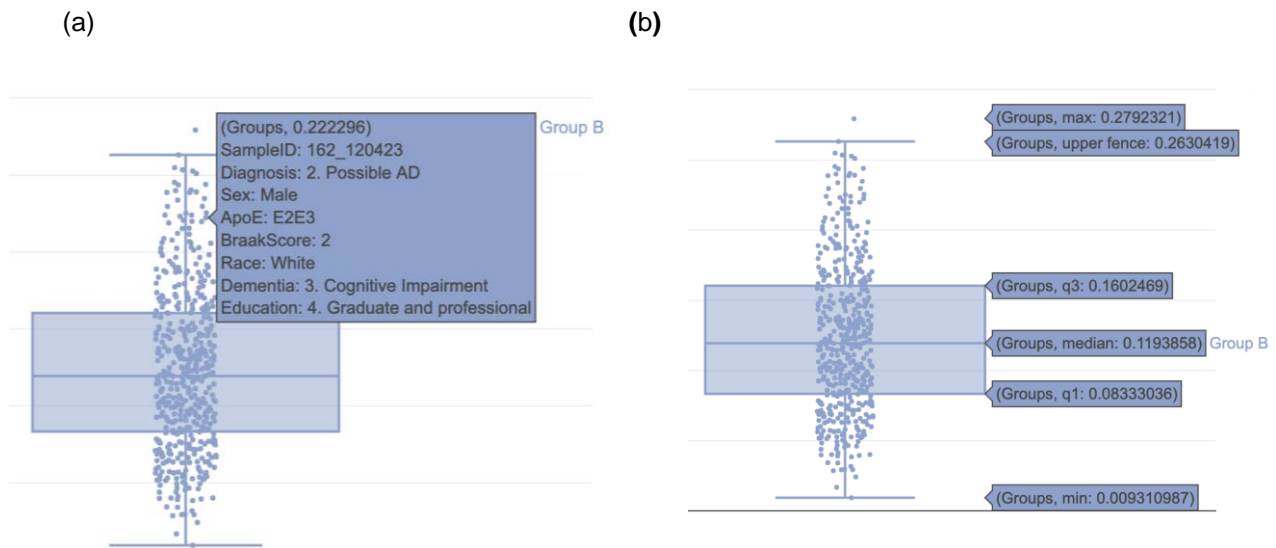 (a)
(b)
(Groups, 0.222296)
SampleID: 162_120423
Diagnosis: 2. Possible AD
Sex: Male
ApoE: E2E3
BraakScore: 2
Race: White
Dementia: 3. Cognitive Impairment
Education: 4. Graduate and professional
Group B
(Groups, max: 0.2792321)
(Groups, upper fence: 0.2630419)
(Groups, q3: 0.1602469)
(Groups, median: 0.1193858)
Group B
(Groups, q1: 0.08333036)
(Groups, min: 0.009310987)